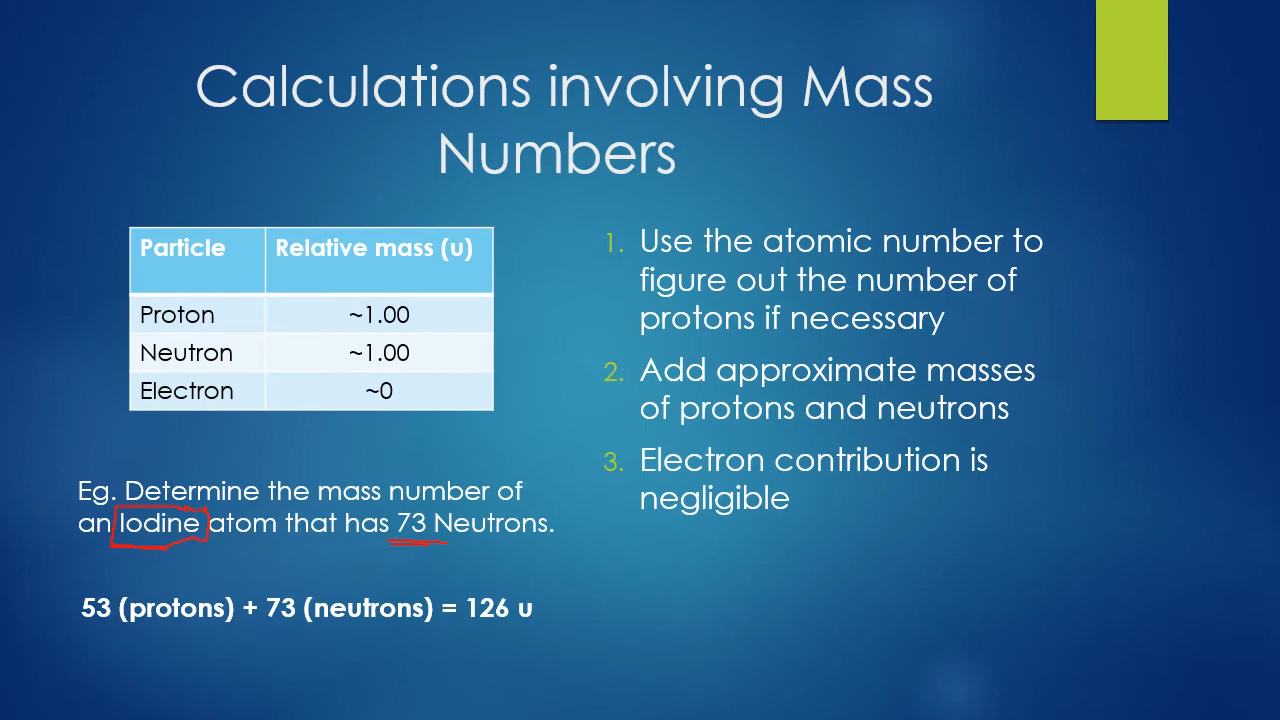 Calculations involving Mass
Numbers
Particle Relative mass (u)
Proton ~1.00
Neutron ~1.00
Electron ~0
Eg. Determine the mass number of
an Iodine atom that has 73 Neutrons.
53 (protons) + 73 (neutrons) = 126 u
1. Use the atomic number to
figure out the number of
protons if necessary
2. Add approximate masses
of protons and neutrons
3. Electron contribution is
negligible